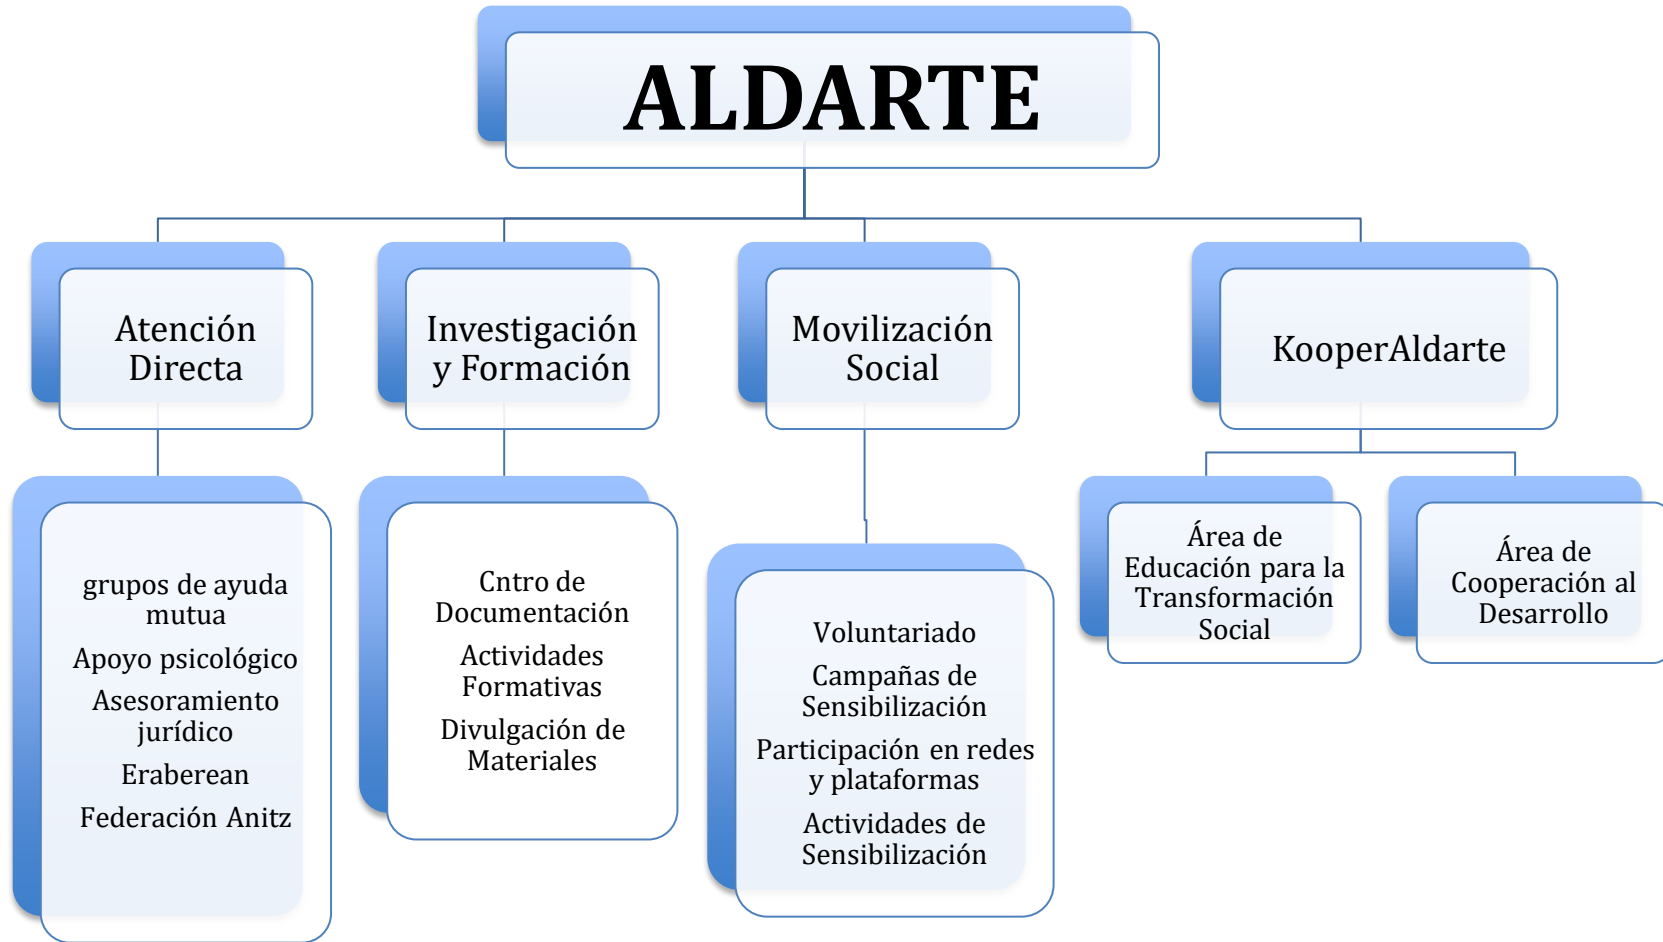 ALDARTE
Atención
Directa
Investigación
y Formación
Movilización
Social
KooperAldarte
grupos de ayuda
mutua
Apoyo psicológico
Asesoramiento
jurídico
Eraberean
Federación Anitz
Cntro de
Documentación
Actividades
Formativas
Divulgación de
Materiales
Voluntariado
Campañas de
Sensibilización
Participación en redes
y plataformas
Actividades de
Sensibilización
Área de
Educación para la
Transformación
Social
Área de
Cooperación al
Desarrollo